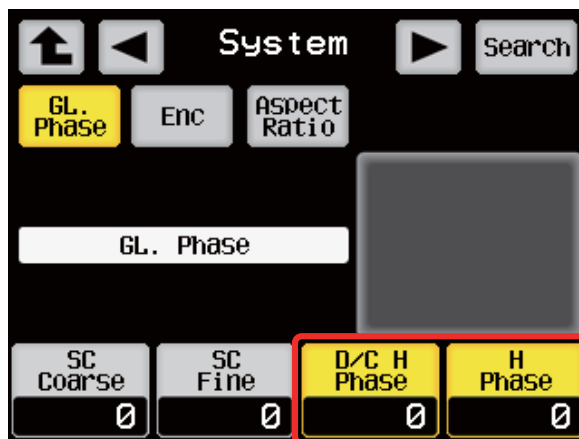 System
Search
GL.
Phase
Enc
Aspect
Ratio
GL. Phase
SC
Coarse
SC
Fine
D/C H
Phase
H
Phase
0
0
0
0